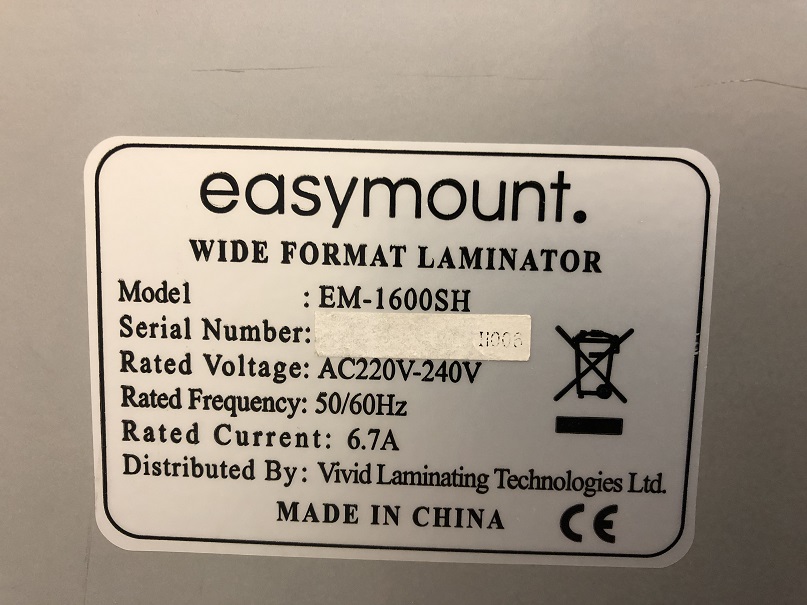 easymount.
WIDE FORMAT LAMINATOR
Model : EM-1600SH
Serial Number:
Rated Voltage: AC220V-240V
Rated Frequency: 50/60Hz
Rated Current: 6.7A
Distributed By: Vivid Laminating Technologies Ltd.
MADE IN CHINA CE